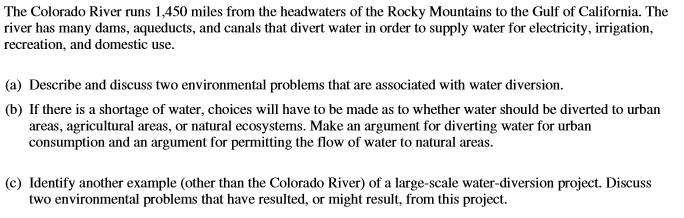 The Colorado River runs 1,450 miles from the headwaters of the Rocky Mountains to the Gulf of California. The
river has many dams, aqueducts, and canals that divert water in order to supply water for electricity, irrigation,
recreation, and domestic use.
(a) Describe and discuss two environmental problems that are associated with water diversion.
(b) If there is a shortage of water, choices will have to be made as to whether water should be diverted to urban
areas, agricultural areas, or natural ecosystems. Make an argument for diverting water for urban
consumption and an argument for permitting the flow of water to natural areas.
(c) Identify another example (other than the Colorado River) of a large-scale water-diversion project. Discuss
two environmental problems that have resulted, or might result, from this project.